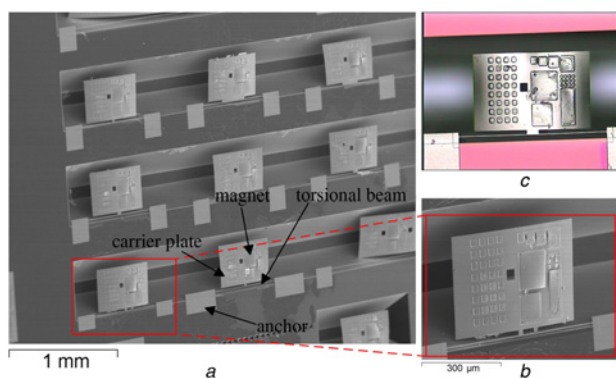 magnet
torsional beam
carrier plate
anchor
1 mm
a
c
300 μm
b